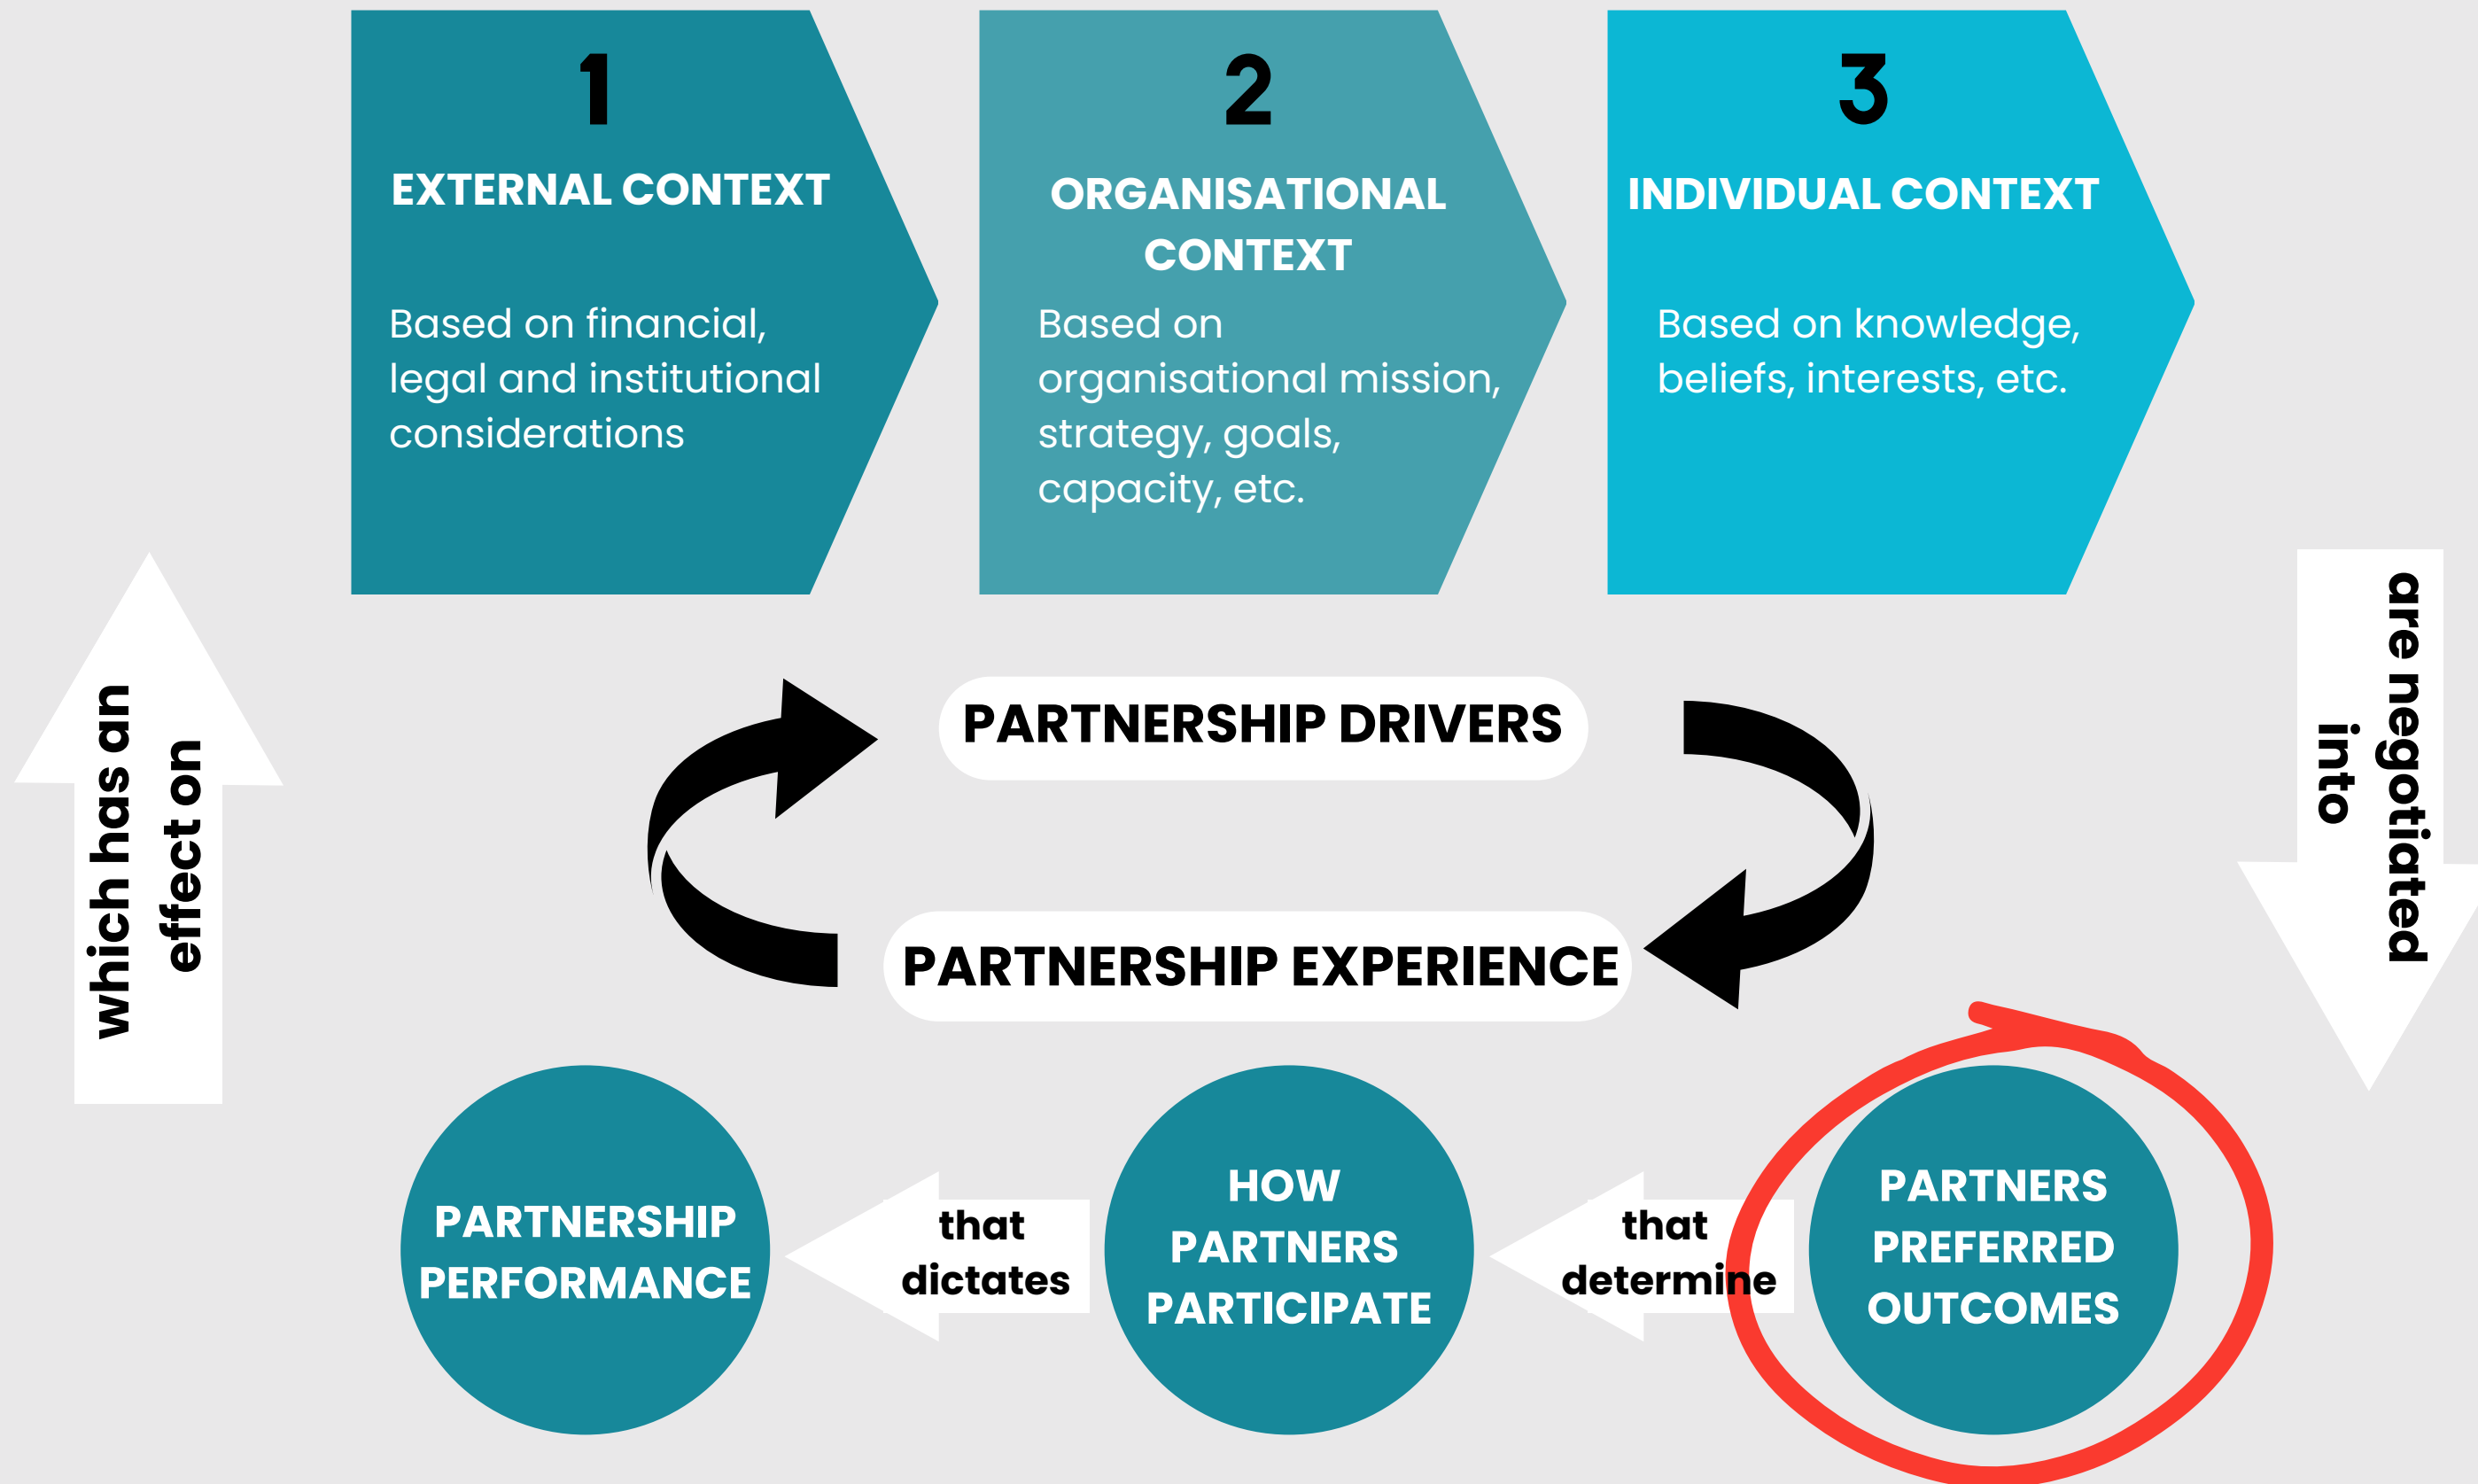 1
EXTERNAL CONTEXT
Based on financial,
legal and institutional
considerations
2
ORGANISATIONAL
CONTEXT
Based on
organisational mission,
strategy, goals,
capacity, etc.
3
INDIVIDUAL CONTEXT
Based on knowledge,
beliefs, interests, etc.
are negotiated
into
PARTNERSHIP DRIVERS
PARTNERSHIP EXPERIENCE
PARTNERS
PREFERRED
OUTCOMES
that
determine
HOW
PARTNERS
PARTICIPATE
that
dictates
PARTNERSHIP
PERFORMANCE
which has an
effect on